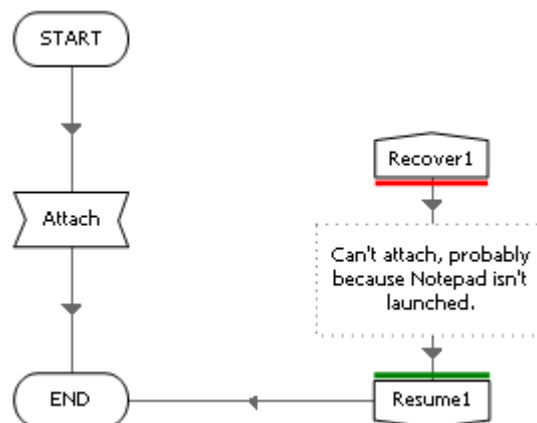 START
Recover1
Attach
Can't attach, probably
because Notepad isn't
launched.
END
Resume1